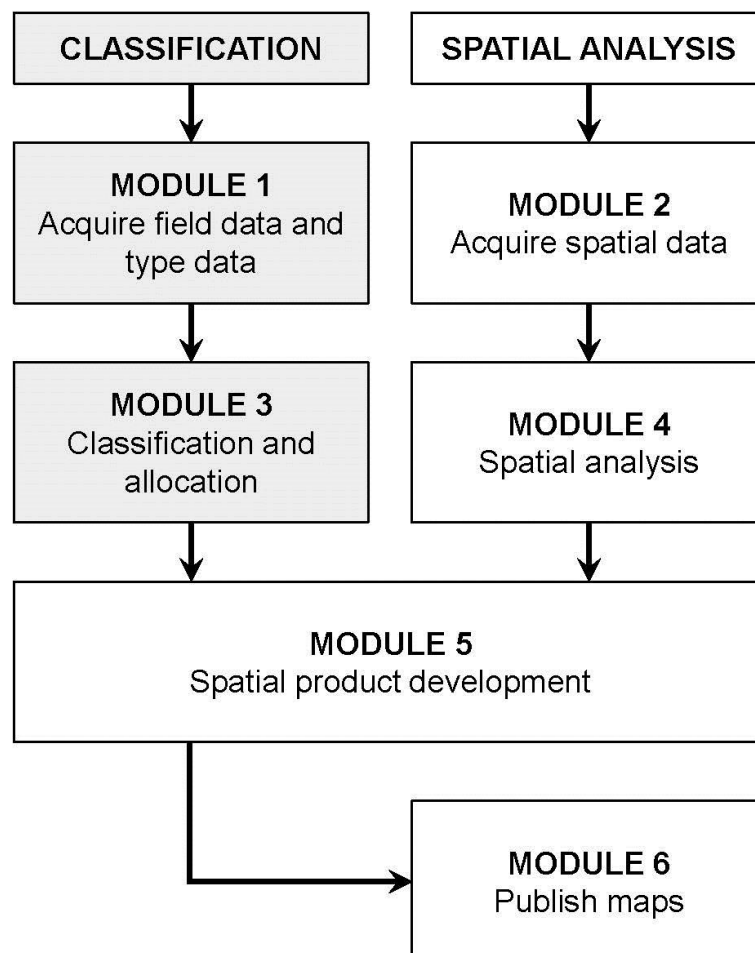 CLASSIFICATION
SPATIAL ANALYSIS
MODULE 1
Acquire field data and
type data
MODULE 2
Acquire spatial data
MODULE 3
Classification and
allocation
MODULE 4
Spatial analysis
MODULE 5
Spatial product development
MODULE 6
Publish maps